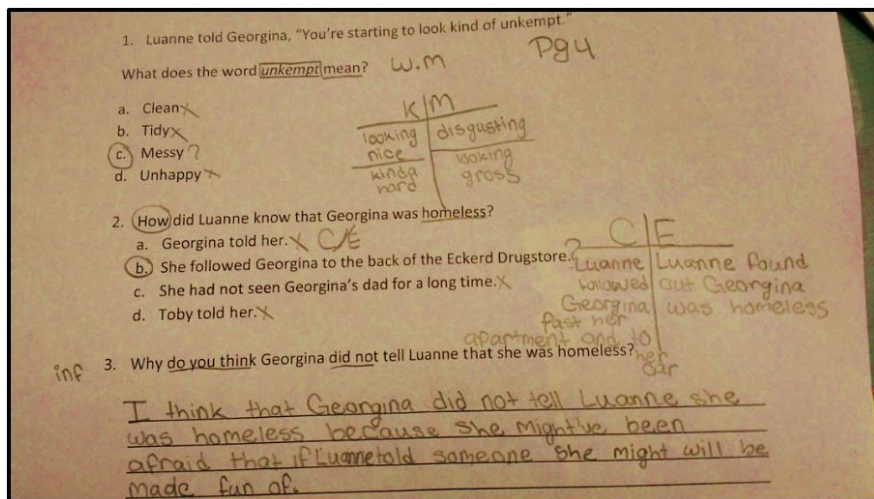 1. Luanne told Georgina, "You're starting to look kind of unkempt."
Pg 4
What does the word unkempt mean? W.M
a. Clean X
b. Tidy X
c. Messy ?
d. Unhappy X
K | M
looking nice | disgusting
kinda hard | looking gross
2. How did Luanne know that Georgina was homeless?
a. Georgina told her. X C/E
b. She followed Georgina to the back of the Eckerd Drugstore. ?
c. She had not seen Georgina's dad for a long time. X
d. Toby told her. X
C | E
Luanne | Luanne found
followed | out Georgina
Georgina | was homeless
past her
apartment and to
her
car
inf 3. Why do you think Georgina did not tell Luanne that she was homeless?
I think that Georgina did not tell Luanne she
was homeless because she might've been
afraid that if Luanne told someone she might will be
made fun of.